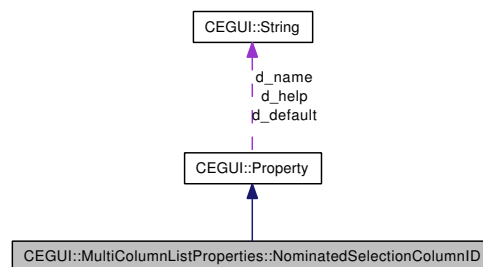 CEGUI::String
d_name
d_help
d_default
CEGUI::Property
CEGUI::MultiColumnListProperties::NominatedSelectionColumnID